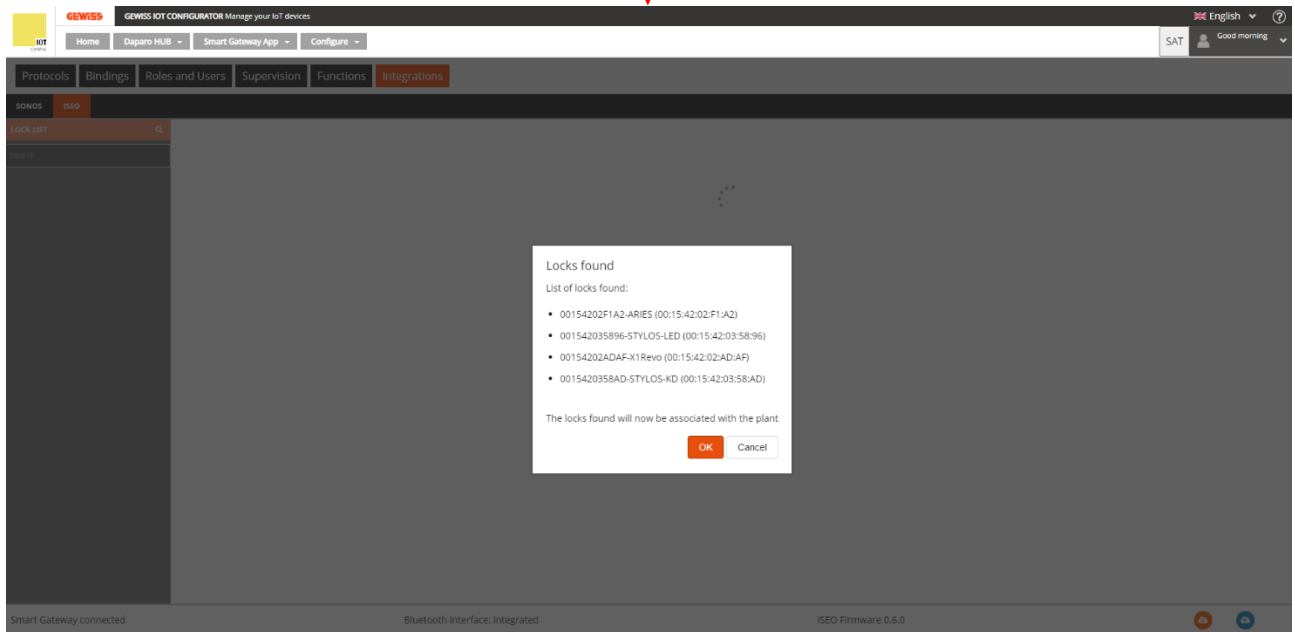 GEWISS GEWISS IOT CONFIGURATOR Manage your IoT devices English ?
IOT Home Daparo HUB Smart Gateway App Configure SAT Good morning
Protocols Bindings Roles and Users Supervision Functions Integrations
SONOS ISEO
LOCK LIST
Search
Locks found
List of locks found:
• 00154202F1A2-ARIES (00:15:42:02:F1:A2)
• 001542035896-STYLOS-LED (00:15:42:03:58:96)
• 00154202ADAF-X1Revo (00:15:42:02:AD:AF)
• 0015420358AD-STYLOS-KD (00:15:42:03:58:AD)
The locks found will now be associated with the plant
OK Cancel
Smart Gateway connected Bluetooth Interface: Integrated ISEO Firmware 0.6.0